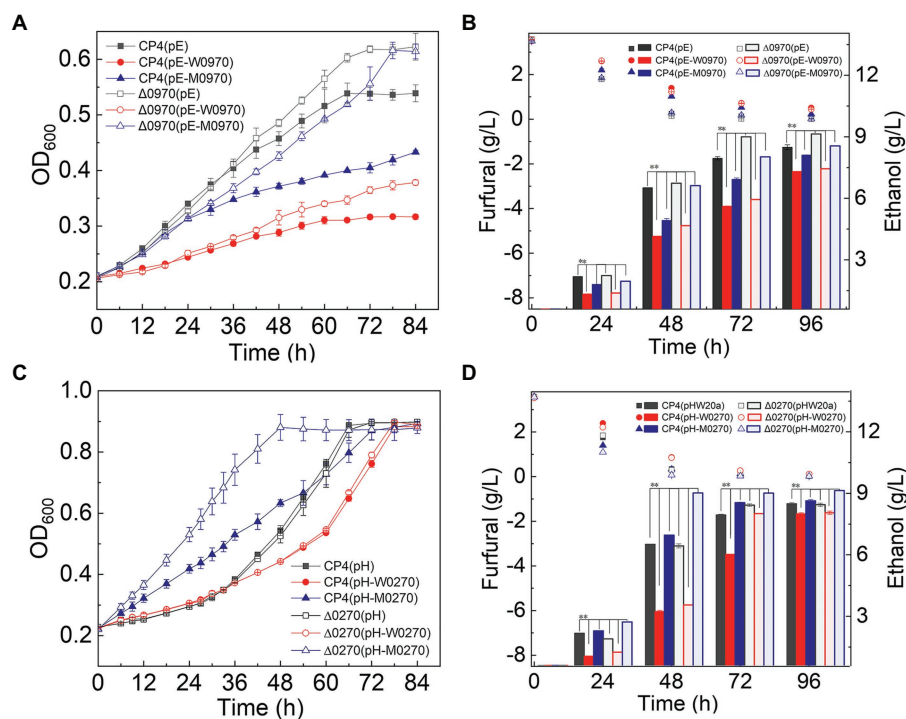 A
CP4(pE)
CP4(pE-W0970)
CP4(pE-M0970)
Δ0970(pE)
Δ0970(pE-W0970)
Δ0970(pE-M0970)
OD600
0.6
0.5
0.4
0.3
0.2
0 12 24 36 48 60 72 84
Time (h)
B
CP4(pE) Δ0970(pE)
CP4(pE-W0970) Δ0970(pE-W0970)
CP4(pE-M0970) Δ0970(pE-M0970)
Furfural (g/L)
2
0
-2
-4
-6
-8
** ** ** **
12
9
6
3
Ethanol (g/L)
0 24 48 72 96
Time (h)
C
OD600
1.0
0.8
0.6
0.4
0.2
CP4(pH)
CP4(pH-W0270)
CP4(pH-M0270)
Δ0270(pH)
Δ0270(pH-W0270)
Δ0270(pH-M0270)
0 12 24 36 48 60 72 84
Time (h)
D
CP4(pHW20a) Δ0270(pHW20a)
CP4(pH-W0270) Δ0270(pH-W0270)
CP4(pH-M0270) Δ0270(pH-M0270)
Furfural (g/L)
4
2
0
-2
-4
-6
-8
** ** ** **
12
9
6
3
Ethanol (g/L)
0 24 48 72 96
Time (h)